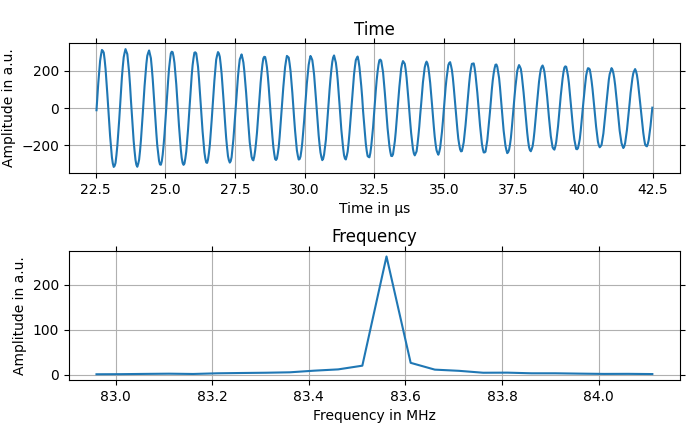 Time
Amplitude in a.u.
200
0
−200
22.5 25.0 27.5 30.0 32.5 35.0 37.5 40.0 42.5
Time in µs
Frequency
Amplitude in a.u.
200
100
0
83.0 83.2 83.4 83.6 83.8 84.0
Frequency in MHz